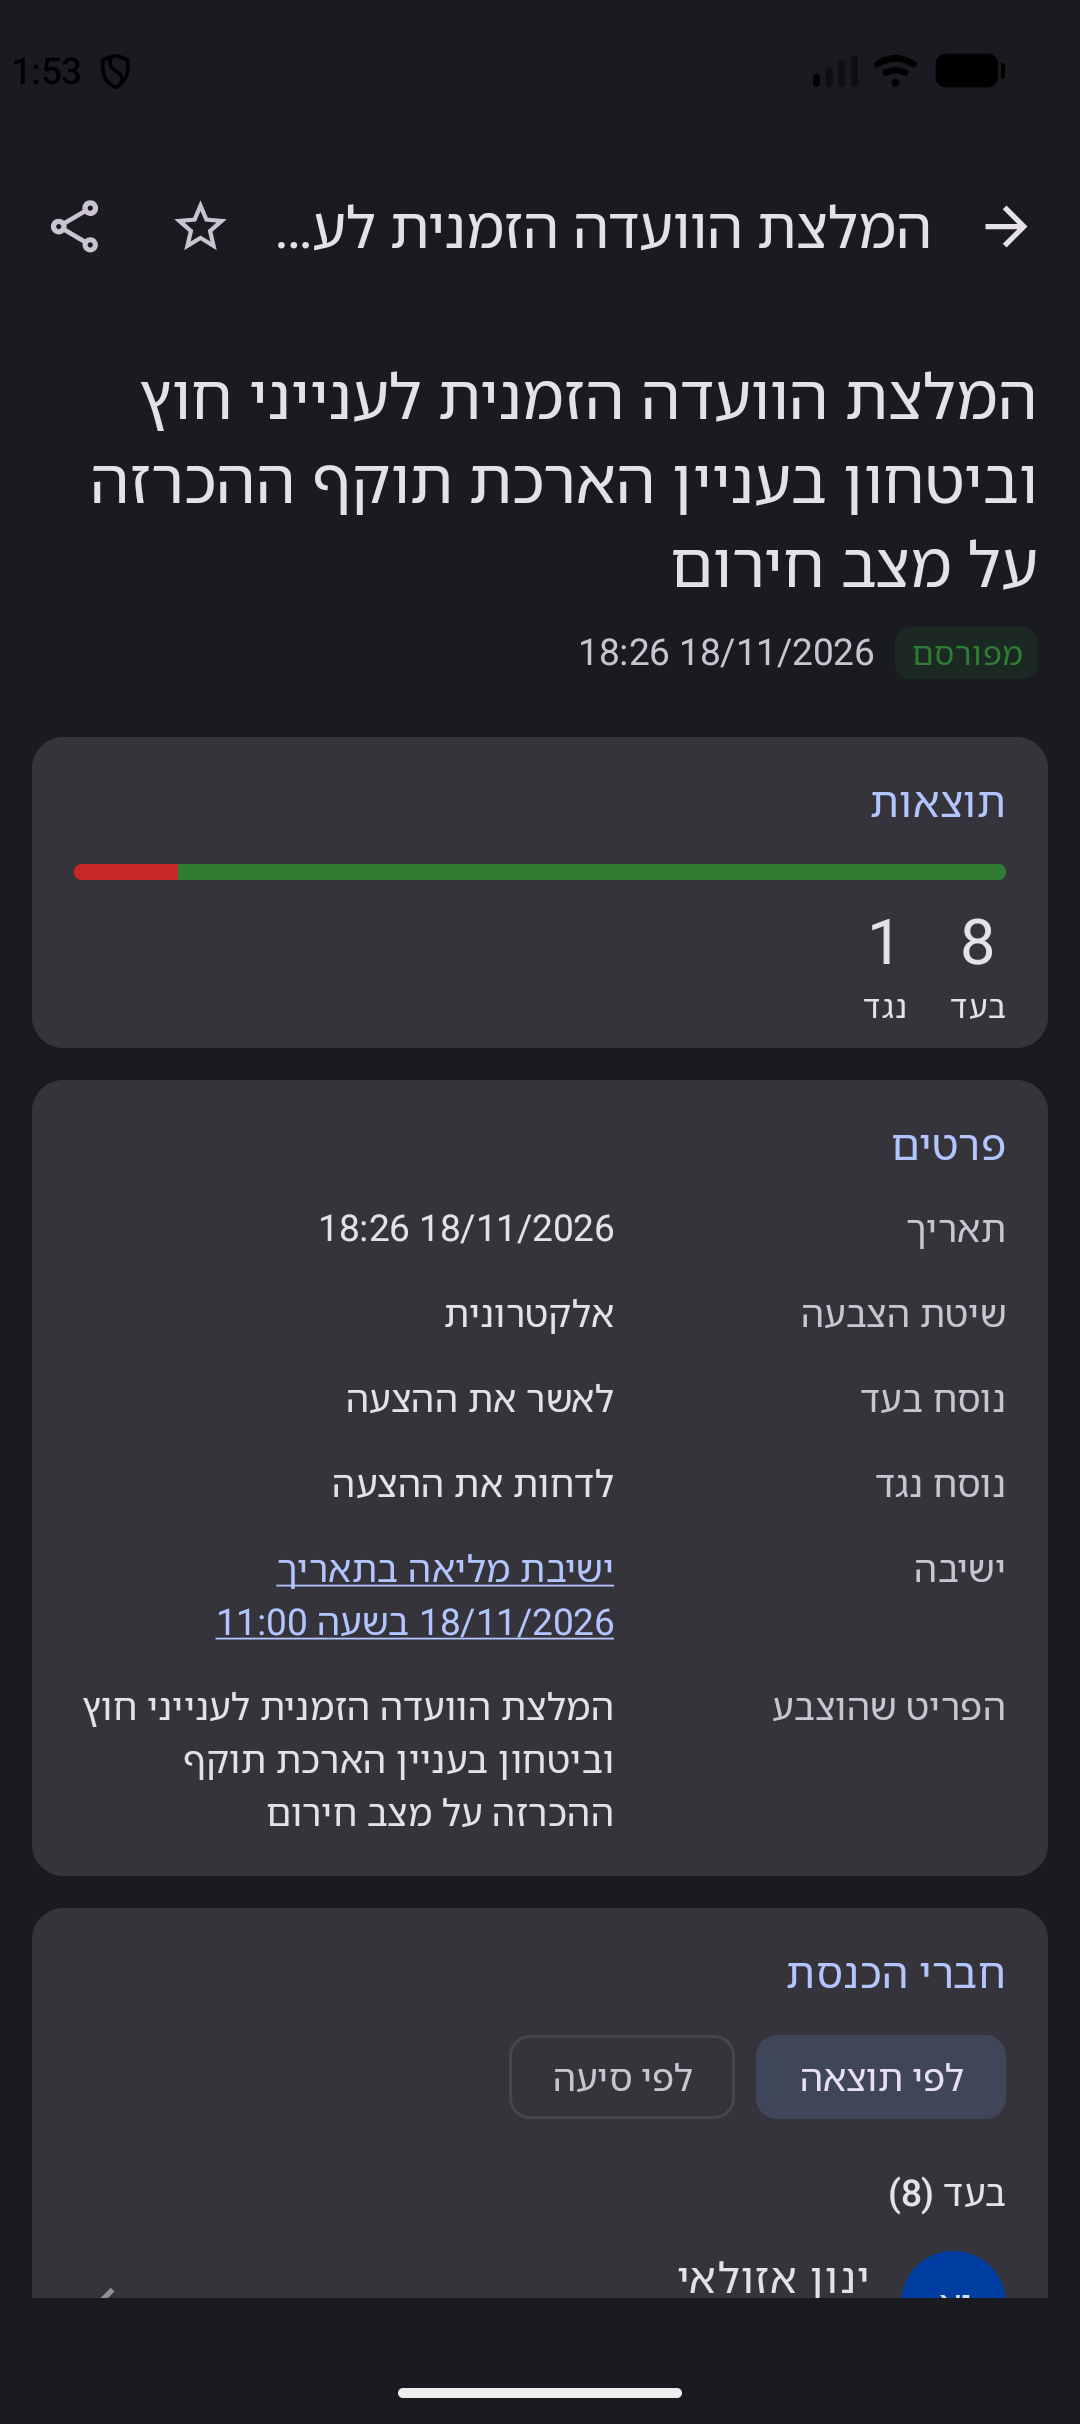 1:53
המלצת הוועדה הזמנית לע...
המלצת הוועדה הזמנית לענייני חוץ
וביטחון בעניין הארכת תוקף ההכרזה
על מצב חירום
מפורסם 18/11/2026 18:26
תוצאות
8 1
בעד נגד
פרטים
תאריך 18/11/2026 18:26
שיטת הצבעה אלקטרונית
נוסח בעד לאשר את ההצעה
נוסח נגד לדחות את ההצעה
ישיבה ישיבת מליאה בתאריך
18/11/2026 בשעה 11:00
הפריט שהוצבע המלצת הוועדה הזמנית לענייני חוץ
וביטחון בעניין הארכת תוקף
ההכרזה על מצב חירום
חברי הכנסת
לפי תוצאה לפי סיעה
בעד (8)
ינון אזולאי